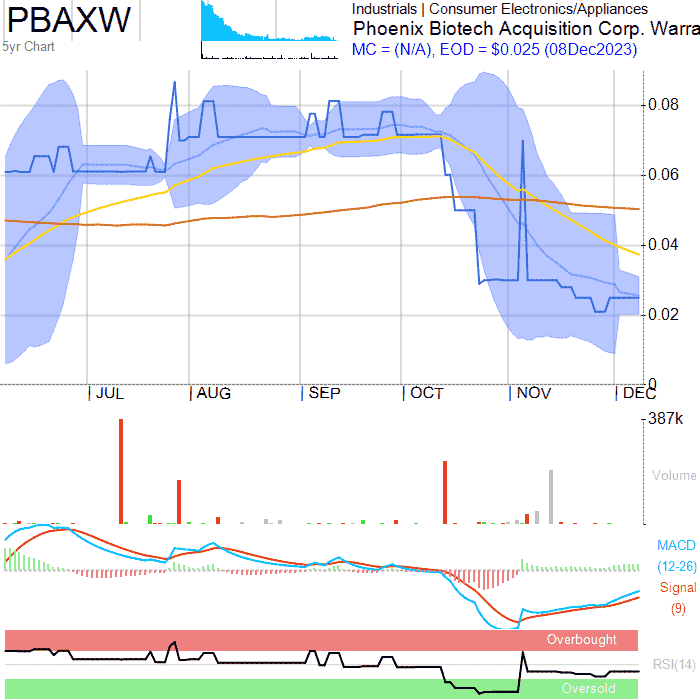 PBAXW
5yr Chart
Industrials | Consumer Electronics/Appliances
Phoenix Biotech Acquisition Corp. Warra
MC = (N/A), EOD = $0.025 (08Dec2023)
0.08
0.06
0.04
0.02
0
JUL AUG SEP OCT NOV DEC
387k
Volume
MACD
(12-26)
Signal
(9)
Overbought
RSI(14)
Oversold